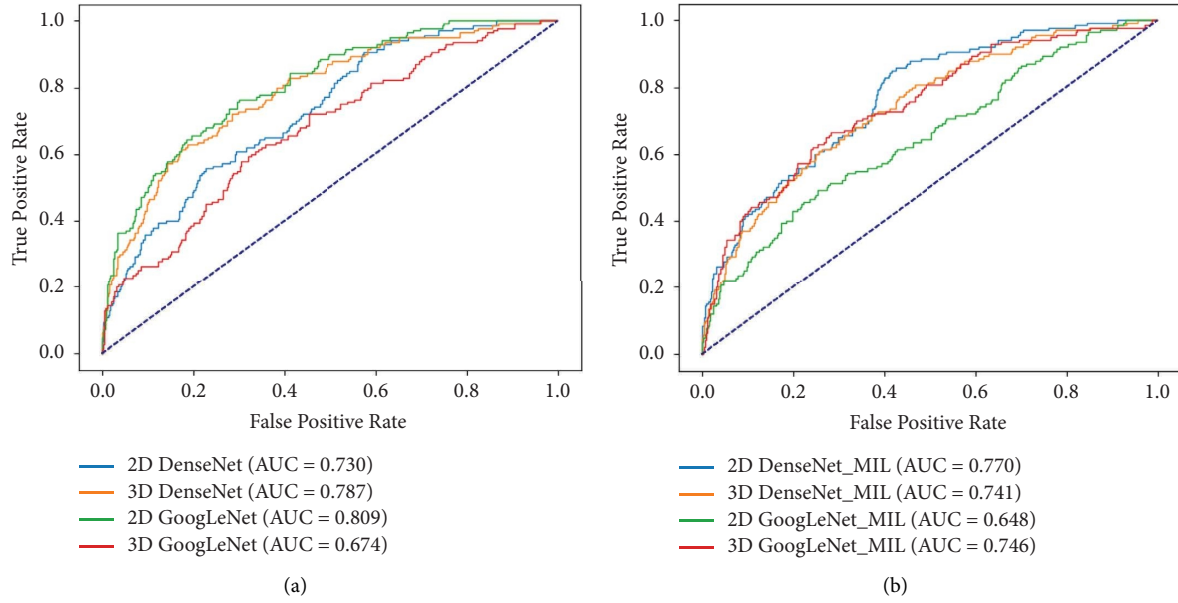 1.0
0.8
0.6
0.4
0.2
0.0
True Positive Rate
0.0 0.2 0.4 0.6 0.8 1.0
False Positive Rate
2D DenseNet (AUC = 0.730)
3D DenseNet (AUC = 0.787)
2D GoogLeNet (AUC = 0.809)
3D GoogLeNet (AUC = 0.674)
(a)
1.0
0.8
0.6
0.4
0.2
0.0
True Positive Rate
0.0 0.2 0.4 0.6 0.8 1.0
False Positive Rate
2D DenseNet_MIL (AUC = 0.770)
3D DenseNet_MIL (AUC = 0.741)
2D GoogLeNet_MIL (AUC = 0.648)
3D GoogLeNet_MIL (AUC = 0.746)
(b)